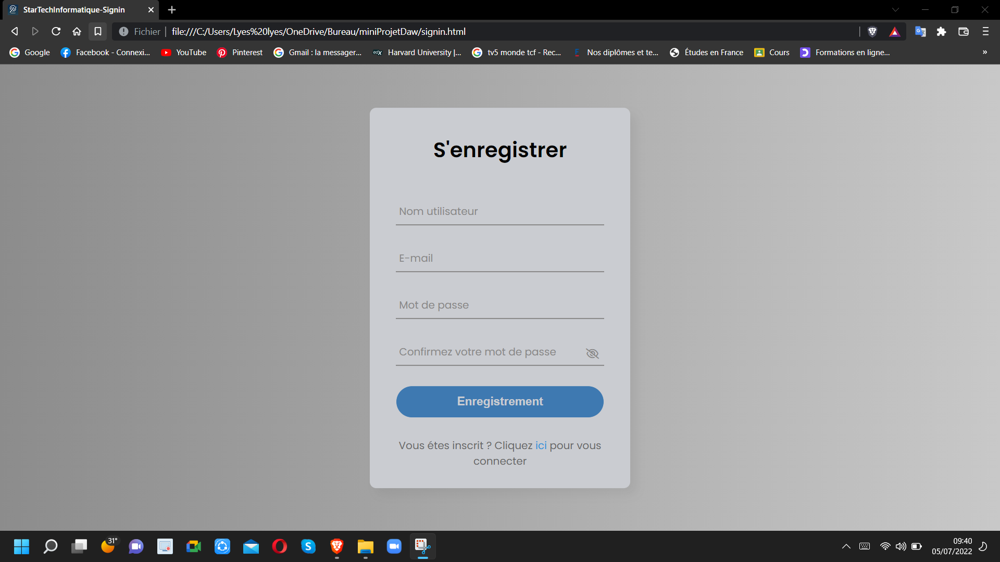 StarTechInformatique-Signin
Fichier | file:///C:/Users/Lyes%20lyes/OneDrive/Bureau/miniProjetDaw/signin.html
Google Facebook - Connexi... YouTube Pinterest Gmail : la messager... edX Harvard University |... tv5 monde tcf - Rec... Nos diplômes et te... Études en France Cours Formations en ligne... »
S'enregistrer
Nom utilisateur
E-mail
Mot de passe
Confirmez votre mot de passe
Enregistrement
Vous étes inscrit ? Cliquez ici pour vous
connecter
31°
09:40
05/07/2022